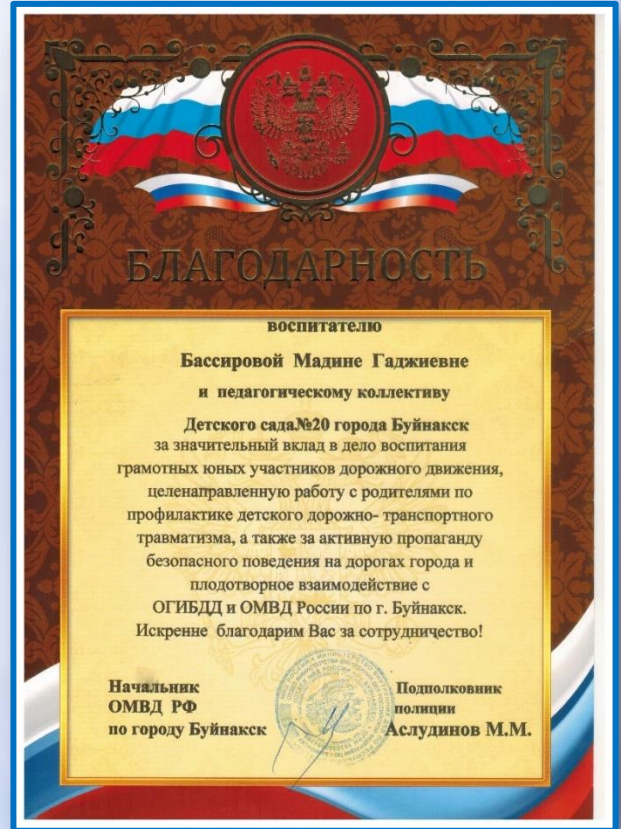 БЛАГОДАРНОСТЬ
воспитателю
Бассировой Мадине Гаджиевне
и педагогическому коллективу
Детского сада№20 города Буйнакск
за значительный вклад в дело воспитания
грамотных юных участников дорожного движения,
целенаправленную работу с родителями по
профилактике детского дорожно- транспортного
травматизма, а также за активную пропаганду
безопасного поведения на дорогах города и
плодотворное взаимодействие с
ОГИБДД и ОМВД России по г. Буйнакск.
Искренне благодарим Вас за сотрудничество!
Начальник
ОМВД РФ
по городу Буйнакск
Подполковник
полиции
Аслудинов М.М.